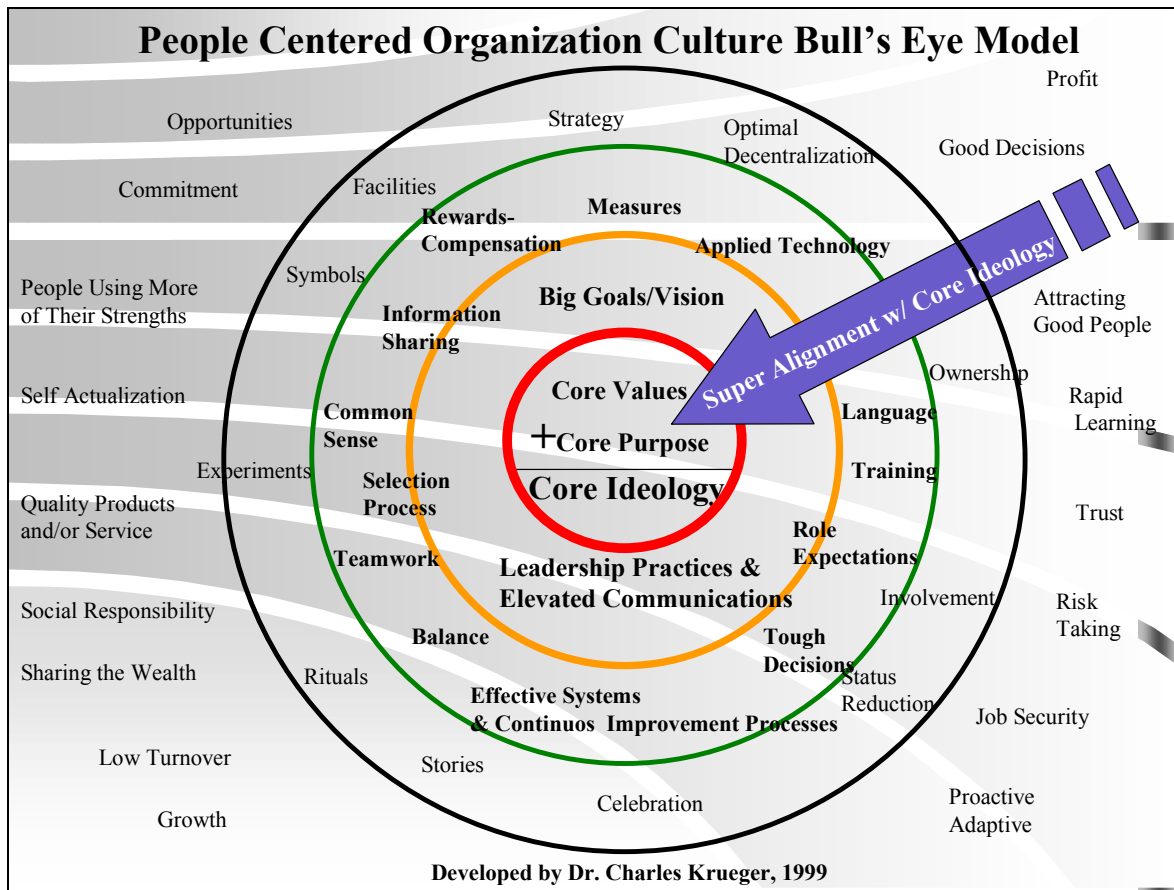 People Centered Organization Culture Bull's Eye Model
Profit
Opportunities
Strategy
Optimal
Decentralization
Good Decisions
Commitment
Facilities
Rewards-
Compensation
Measures
Applied Technology
Symbols
People Using More
of Their Strengths
Information
Sharing
Big Goals/Vision
Super Alignment w/ Core Ideology
Attracting
Good People
Self Actualization
Common
Sense
Core Values
+Core Purpose
Core Ideology
Ownership
Language
Rapid
Learning
Experiments
Selection
Process
Training
Quality Products
and/or Service
Trust
Teamwork
Role
Expectations
Leadership Practices &
Elevated Communications
Involvement
Social Responsibility
Risk
Taking
Balance
Tough
Decisions
Sharing the Wealth
Rituals
Status
Reduction
Effective Systems
& Continuos Improvement Processes
Job Security
Low Turnover
Stories
Celebration
Growth
Proactive
Adaptive
Developed by Dr. Charles Krueger, 1999